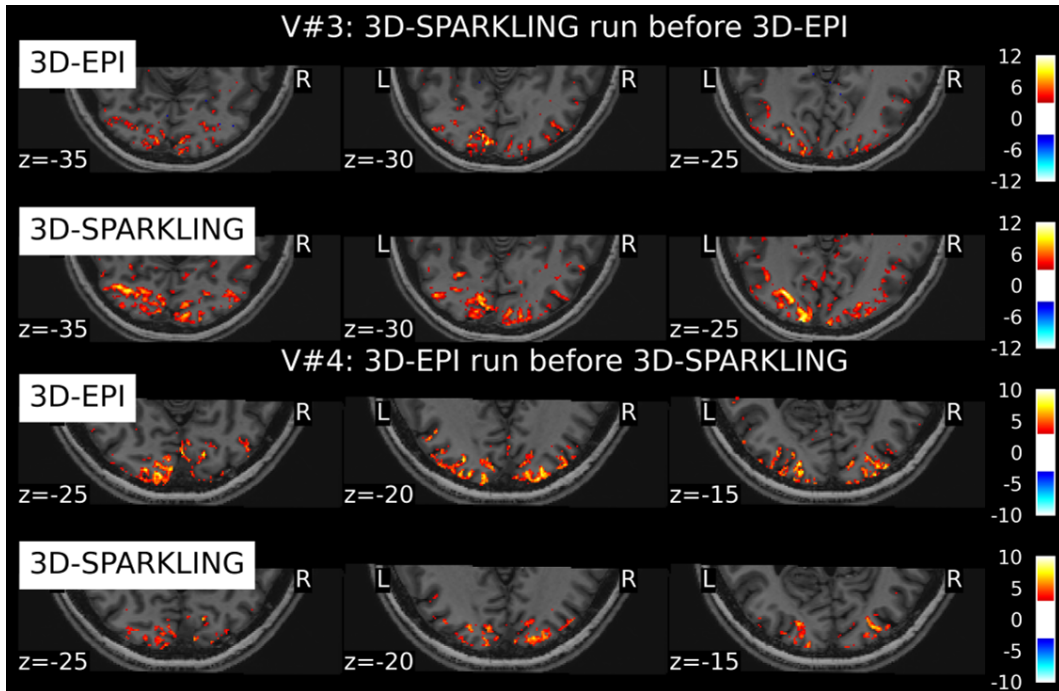 V#3: 3D-SPARKLING run before 3D-EPI
3D-EPI
R L R L R
z=-35 z=-30 z=-25
12
6
0
-6
-12
3D-SPARKLING
R L R L R
z=-35 z=-30 z=-25
12
6
0
-6
-12
V#4: 3D-EPI run before 3D-SPARKLING
3D-EPI
R L R L R
z=-25 z=-20 z=-15
10
5
0
-5
-10
3D-SPARKLING
R L R L R
z=-25 z=-20 z=-15
10
5
0
-5
-10